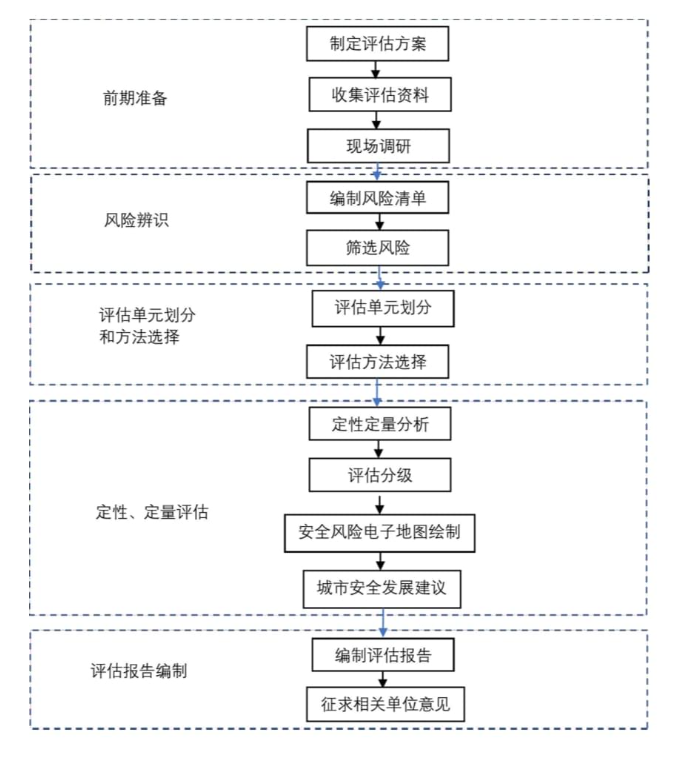 制定评估方案
前期准备
收集评估资料
现场调研
编制风险清单
风险辨识
筛选风险
评估单元划分
和方法选择
评估单元划分
评估方法选择
定性定量分析
评估分级
定性、定量评估
安全风险电子地图绘制
城市安全发展建议
编制评估报告
评估报告编制
征求相关单位意见